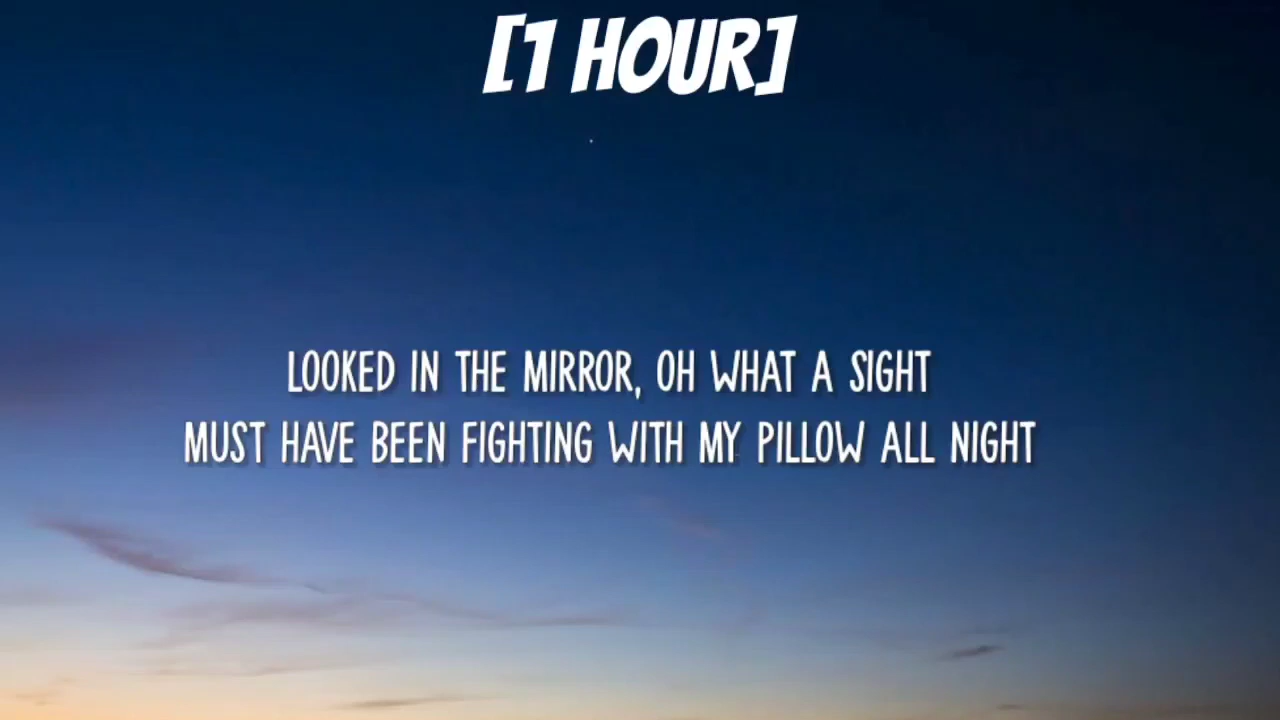 [1 HOUR]
LOOKED IN THE MIRROR, OH WHAT A SIGHT
MUST HAVE BEEN FIGHTING WITH MY PILLOW ALL NIGHT